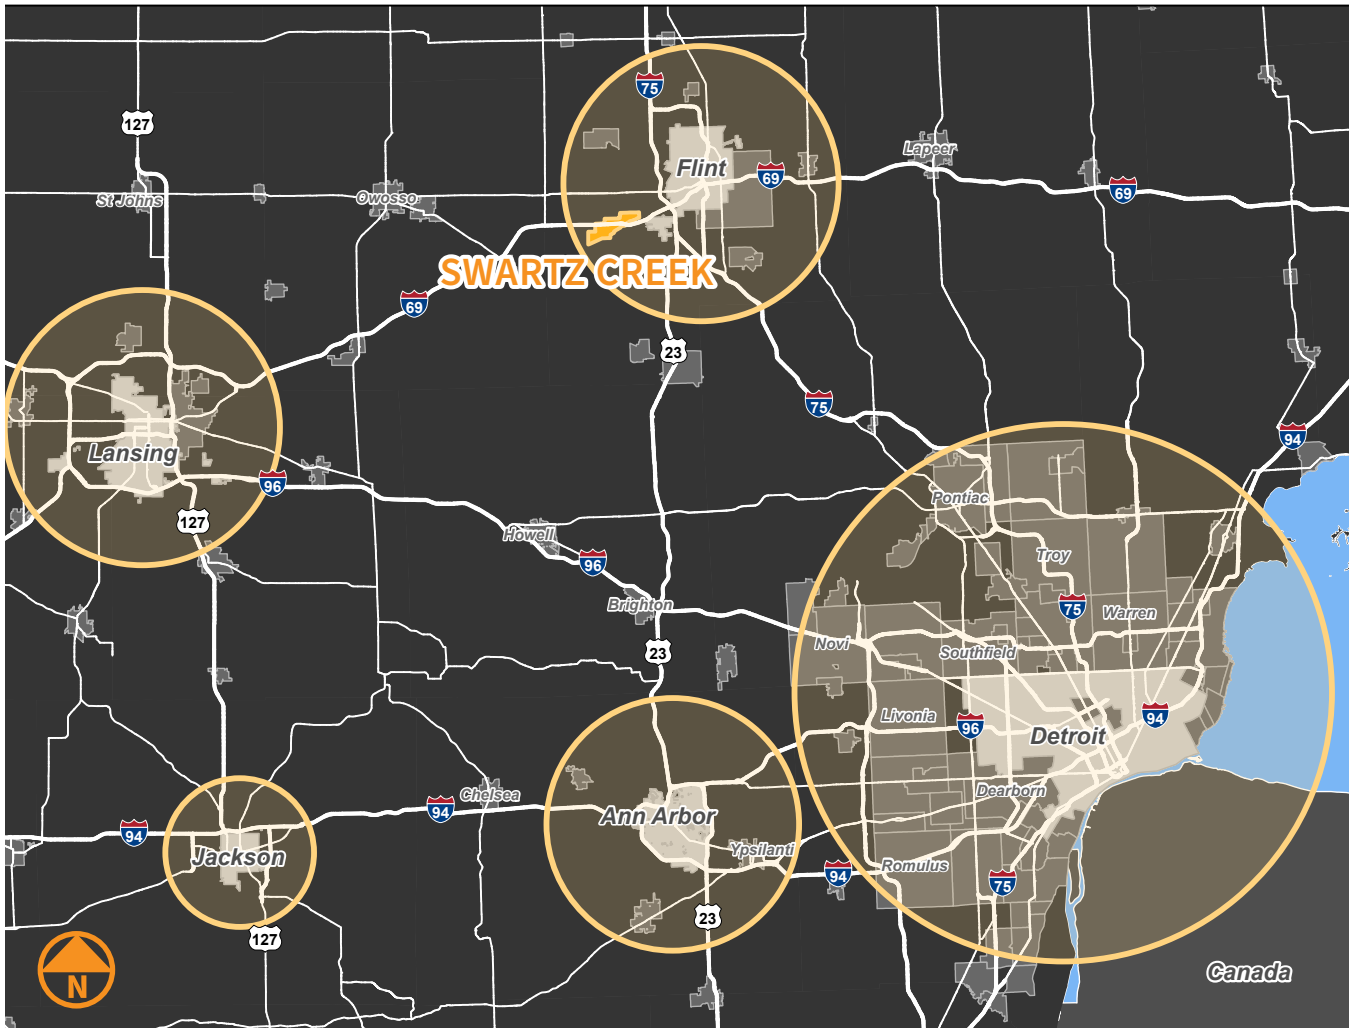 75
127
Lapeer
Flint
69
69
St Johns
Owosso
SWARTZ CREEK
69
23
75
94
Lansing
96
Pontiac
127
Howell
Troy
96
75
Brighton
Warren
Novi
23
Southfield
Livonia
94
96
Detroit
Chelsea
Dearborn
94
Ann Arbor
94
Jackson
Ypsilanti
Romulus
94
75
23
127
Canada
N